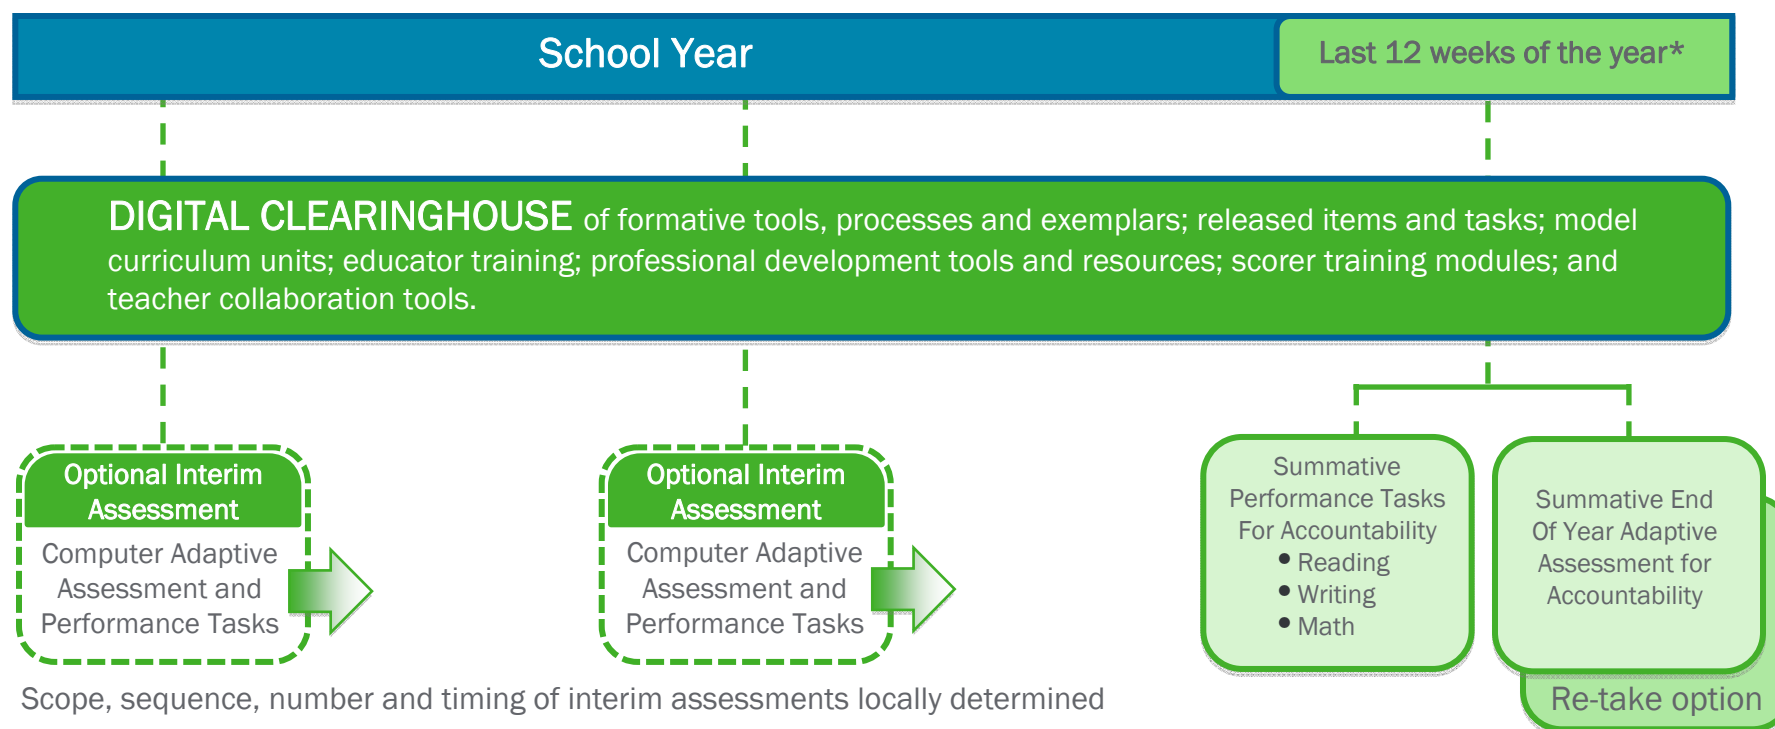 School Year
Last 12 weeks of the year*
DIGITAL CLEARINGHOUSE of formative tools, processes and exemplars; released items and tasks; model
curriculum units; educator training; professional development tools and resources; scorer training modules; and
teacher collaboration tools.
Optional Interim
Assessment
Computer Adaptive
Assessment and
Performance Tasks
Optional Interim
Assessment
Computer Adaptive
Assessment and
Performance Tasks
Summative
Performance Tasks
For Accountability
• Reading
• Writing
• Math
Summative End
Of Year Adaptive
Assessment for
Accountability
Re-take option
Scope, sequence, number and timing of interim assessments locally determined